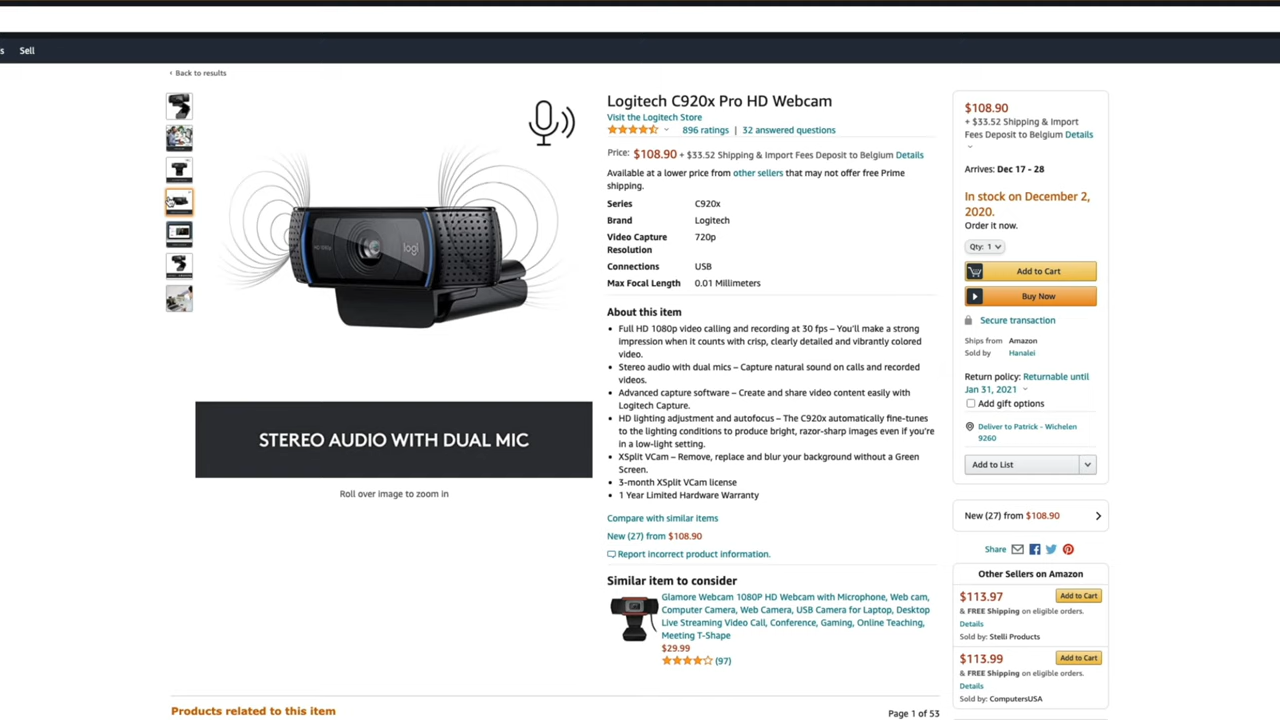 s
Sell
‹ Back to results
HD 1080p
logi
STEREO AUDIO WITH DUAL MIC
Roll over image to zoom in
Logitech C920x Pro HD Webcam
Visit the Logitech Store
896 ratings | 32 answered questions
Price: $108.90 + $33.52 Shipping & Import Fees Deposit to Belgium Details
Available at a lower price from other sellers that may not offer free Prime
shipping.
Series C920x
Brand Logitech
Video Capture 720p
Resolution
Connections USB
Max Focal Length 0.01 Millimeters
About this item
• Full HD 1080p video calling and recording at 30 fps – You'll make a strong
impression when it counts with crisp, clearly detailed and vibrantly colored
video.
• Stereo audio with dual mics – Capture natural sound on calls and recorded
videos.
• Advanced capture software – Create and share video content easily with
Logitech Capture.
• HD lighting adjustment and autofocus – The C920x automatically fine-tunes
to the lighting conditions to produce bright, razor-sharp images even if you're
in a low-light setting.
• XSplit VCam – Remove, replace and blur your background without a Green
Screen.
• 3-month XSplit VCam license
• 1 Year Limited Hardware Warranty
Compare with similar items
New (27) from $108.90
Report incorrect product information.
Similar item to consider
Glamore Webcam 1080P HD Webcam with Microphone, Web cam,
Computer Camera, Web Camera, USB Camera for Laptop, Desktop
Live Streaming Video Call, Conference, Gaming, Online Teaching,
Meeting T-Shape
$29.99
(97)
$108.90
+ $33.52 Shipping & Import
Fees Deposit to Belgium Details
Arrives: Dec 17 - 28
In stock on December 2,
2020.
Order it now.
Qty: 1
Add to Cart
Buy Now
Secure transaction
Ships from Amazon
Sold by Hanalei
Return policy: Returnable until
Jan 31, 2021
Add gift options
Deliver to Patrick - Wichelen
9260
Add to List
New (27) from $108.90
Share
Other Sellers on Amazon
$113.97 Add to Cart
& FREE Shipping on eligible orders.
Details
Sold by: Stelli Products
$113.99 Add to Cart
& FREE Shipping on eligible orders.
Details
Sold by: ComputersUSA
Products related to this item
Page 1 of 53